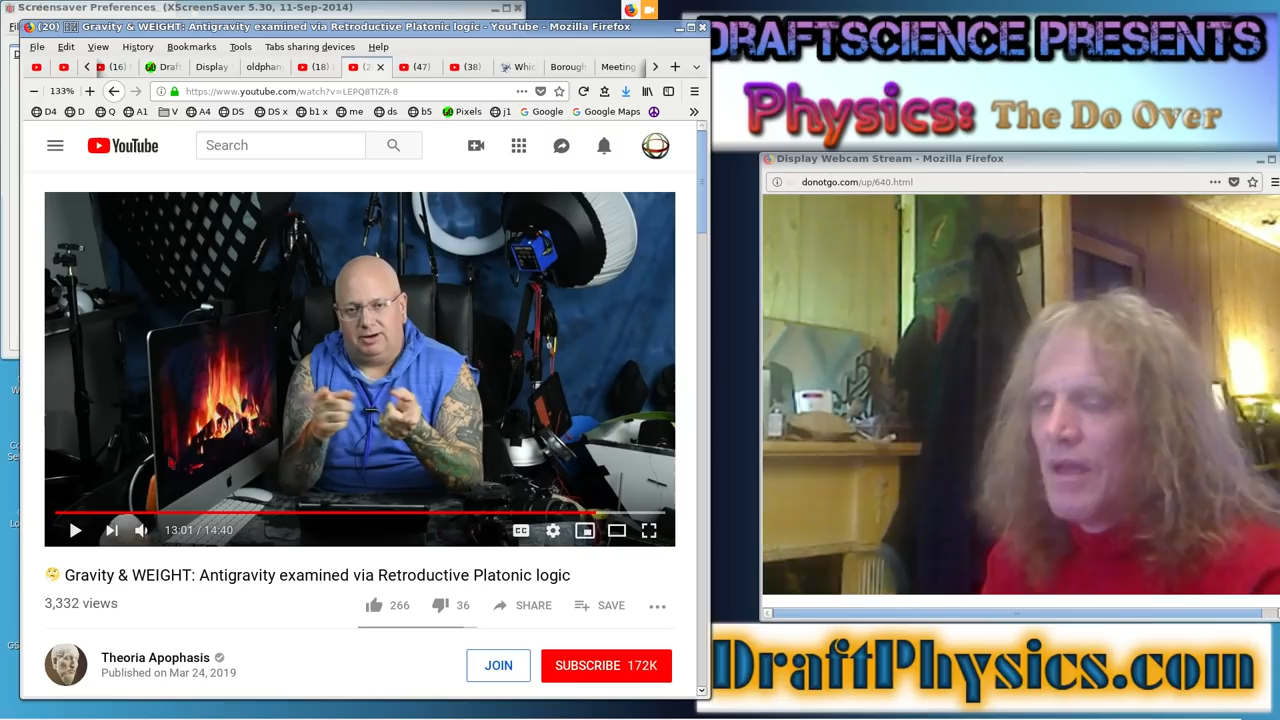 Screensaver Preferences (XScreenSaver 5.30, 11-Sep-2014)
(20) Gravity & WEIGHT: Antigravity examined via Retroductive Platonic logic - YouTube - Mozilla Firefox
File Edit View History Bookmarks Tools Tabs sharing devices Help
(16) Draft Display oldphan (18) (2 (47) (38) Whic Borough Meeting
133% https://www.youtube.com/watch?v=LEPQ8TIZR-8
D4 D Q A1 V A4 DS DS x b1 x me ds b5 Pixels j1 Google Google Maps
YouTube
Search
13:01 / 14:40
CC
Gravity & WEIGHT: Antigravity examined via Retroductive Platonic logic
3,332 views
266 36 SHARE SAVE
Theoria Apophasis
Published on Mar 24, 2019
JOIN SUBSCRIBE 172K
DRAFTSCIENCE PRESENTS
Physics: The Do Over
Display Webcam Stream - Mozilla Firefox
donotgo.com/up/640.html
DraftPhysics.com